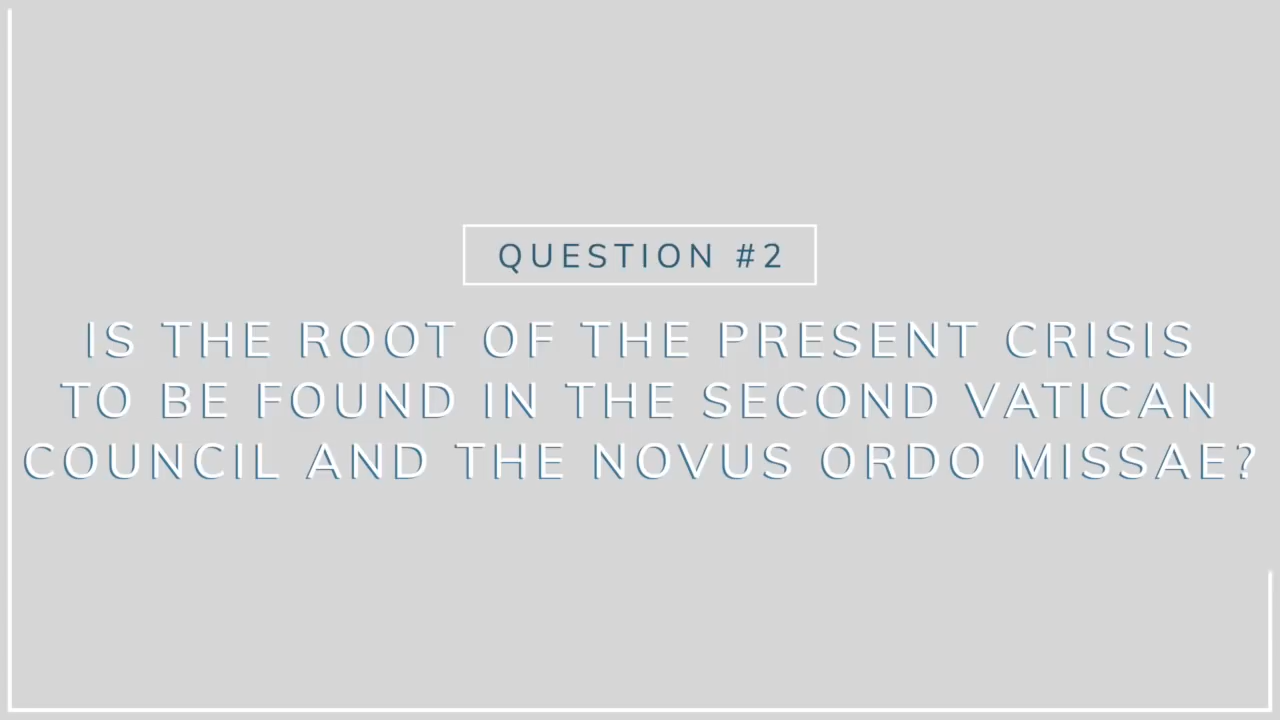 QUESTION #2
IS THE ROOT OF THE PRESENT CRISIS
TO BE FOUND IN THE SECOND VATICAN
COUNCIL AND THE NOVUS ORDO MISSAE?